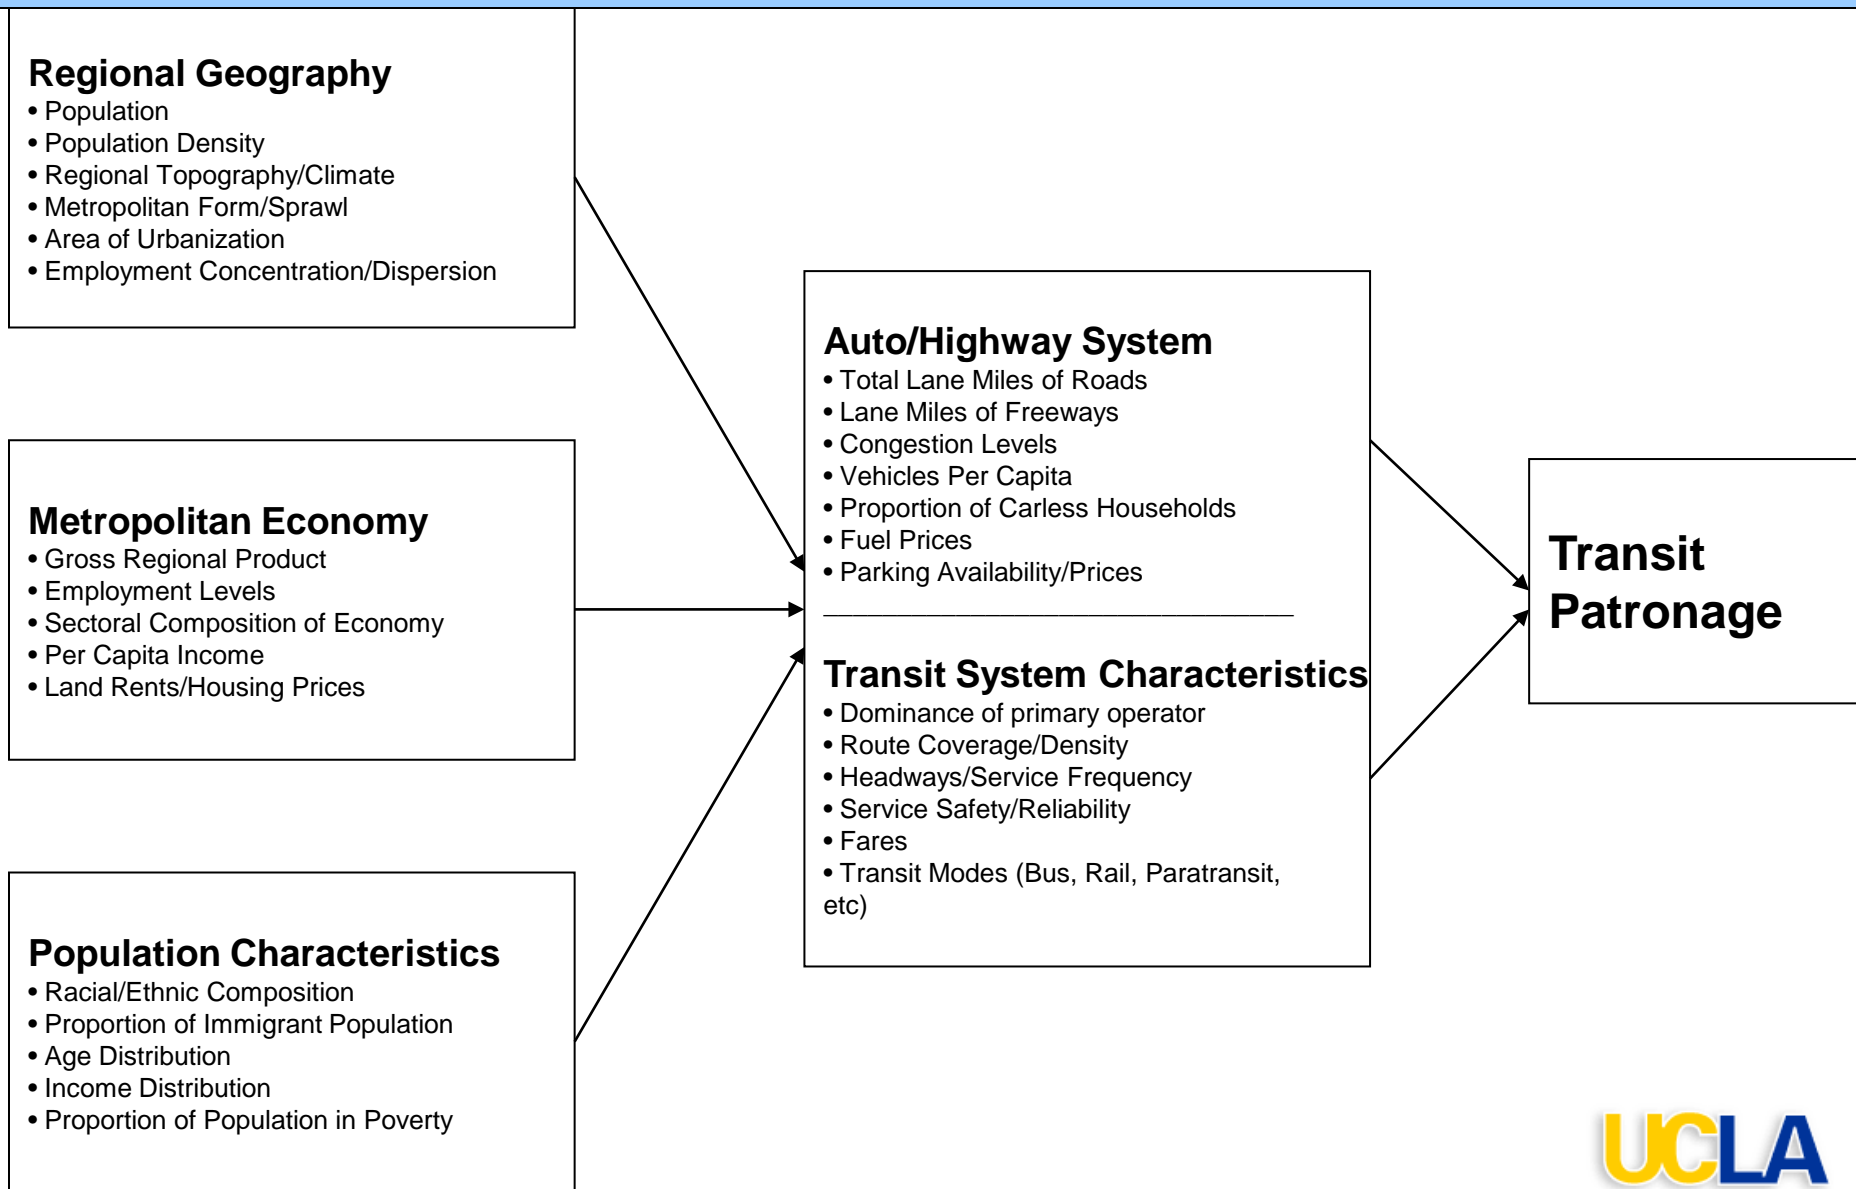 Regional Geography
• Population
• Population Density
• Regional Topography/Climate
• Metropolitan Form/Sprawl
• Area of Urbanization
• Employment Concentration/Dispersion
Metropolitan Economy
• Gross Regional Product
• Employment Levels
• Sectoral Composition of Economy
• Per Capita Income
• Land Rents/Housing Prices
Population Characteristics
• Racial/Ethnic Composition
• Proportion of Immigrant Population
• Age Distribution
• Income Distribution
• Proportion of Population in Poverty
Auto/Highway System
• Total Lane Miles of Roads
• Lane Miles of Freeways
• Congestion Levels
• Vehicles Per Capita
• Proportion of Carless Households
• Fuel Prices
• Parking Availability/Prices
Transit System Characteristics
• Dominance of primary operator
• Route Coverage/Density
• Headways/Service Frequency
• Service Safety/Reliability
• Fares
• Transit Modes (Bus, Rail, Paratransit,
etc)
Transit
Patronage
UCLA